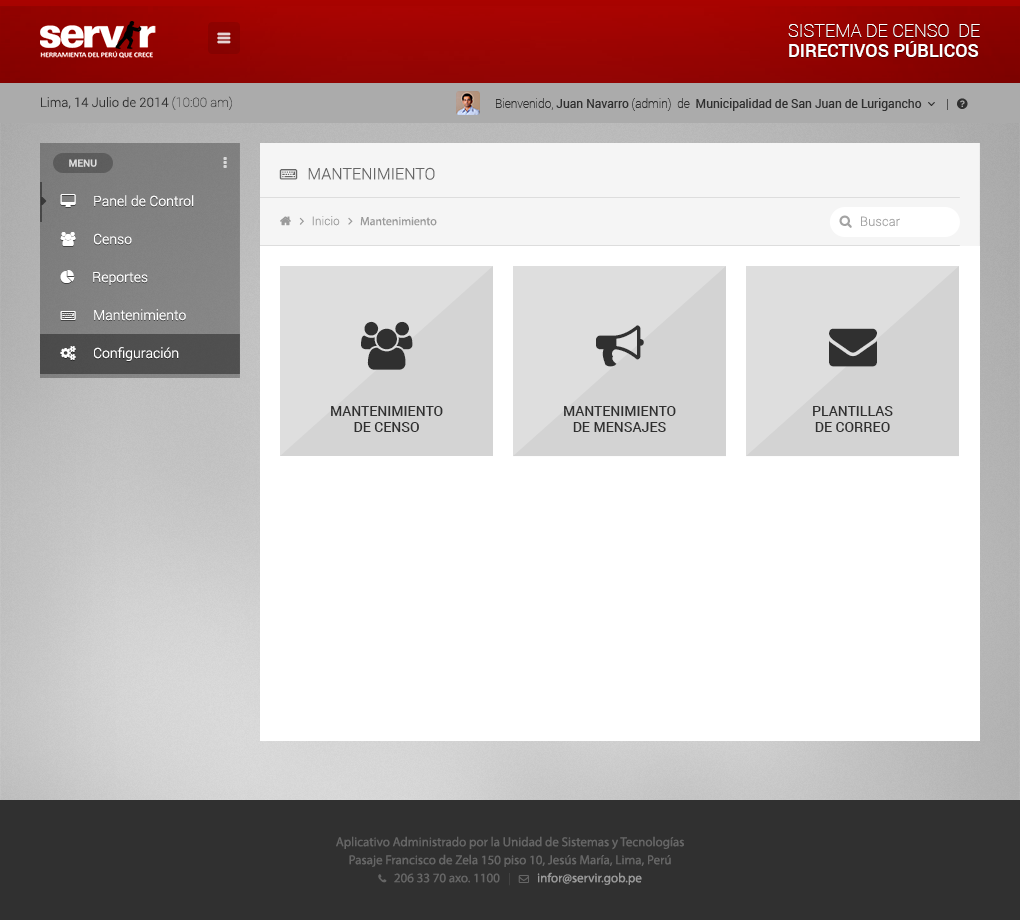 servir
HERRAMIENTA DEL PERÚ QUE CRECE
SISTEMA DE CENSO DE
DIRECTIVOS PÚBLICOS
Lima, 14 Julio de 2014 (10:00 am)
Bienvenido, Juan Navarro (admin) de Municipalidad de San Juan de Lurigancho |
MENU
Panel de Control
Censo
Reportes
Mantenimiento
Configuración
MANTENIMIENTO
Inicio > Mantenimiento
Buscar
MANTENIMIENTO
DE CENSO
MANTENIMIENTO
DE MENSAJES
PLANTILLAS
DE CORREO
Aplicativo Administrado por la Unidad de Sistemas y Tecnologías
Pasaje Francisco de Zela 150 piso 10, Jesús María, Lima, Perú
206 33 70 axo. 1100 | infor@servir.gob.pe